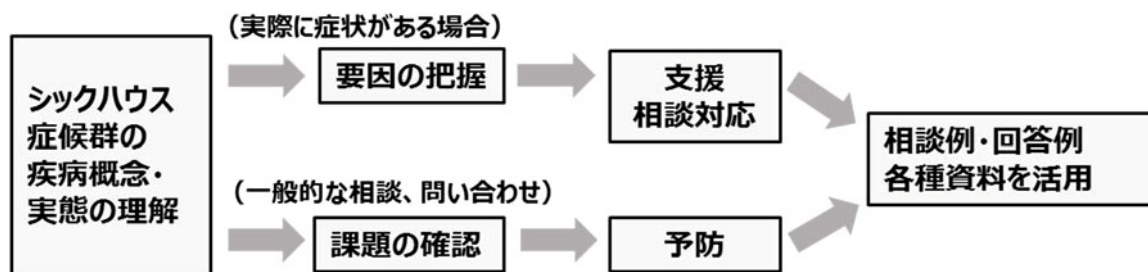 シックハウス
症候群の
疾病概念・
実態の理解
（実際に症状がある場合）
要因の把握
支援
相談対応
（一般的な相談、問い合わせ）
課題の確認
予防
相談例・回答例
各種資料を活用